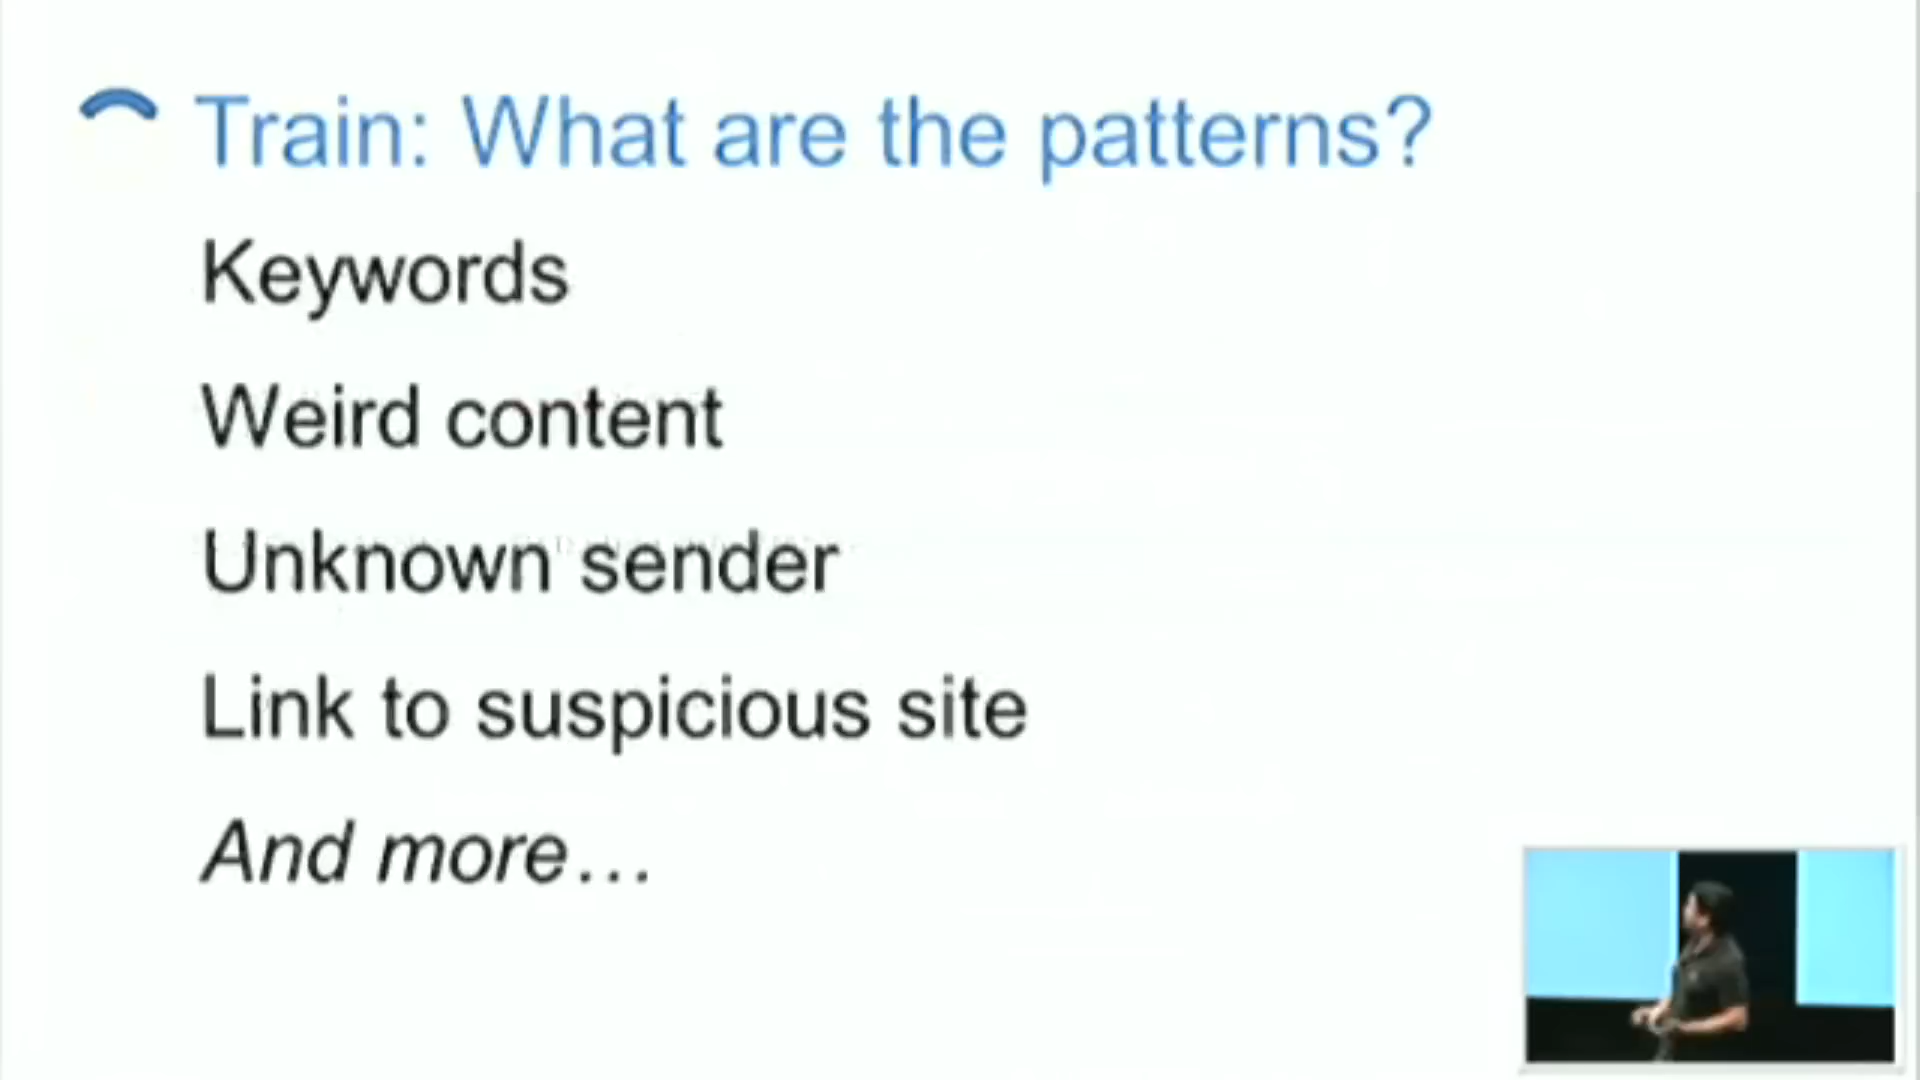 Train: What are the patterns?
Keywords
Weird content
Unknown sender
Link to suspicious site
And more…